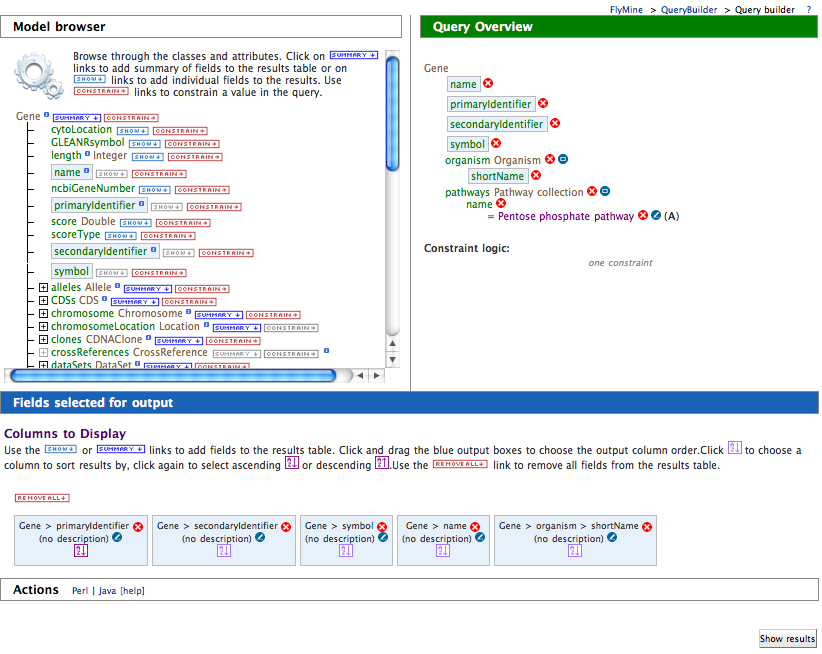 FlyMine > QueryBuilder > Query builder ?
Model browser
Browse through the classes and attributes. Click on SUMMARY
links to add summary of fields to the results table or on
SHOW links to add individual fields to the results. Use
CONSTRAIN links to constrain a value in the query.
Gene SUMMARY CONSTRAIN
cytoLocation SHOW CONSTRAIN
GLEANRsymbol SHOW CONSTRAIN
length Integer SHOW CONSTRAIN
name SHOW CONSTRAIN
ncbiGeneNumber SHOW CONSTRAIN
primaryIdentifier SHOW CONSTRAIN
score Double SHOW CONSTRAIN
scoreType SHOW CONSTRAIN
secondaryIdentifier SHOW CONSTRAIN
symbol SHOW CONSTRAIN
alleles Allele SUMMARY CONSTRAIN
CDSs CDS SUMMARY CONSTRAIN
chromosome Chromosome SUMMARY CONSTRAIN
chromosomeLocation Location SUMMARY CONSTRAIN
clones CDNAClone SUMMARY CONSTRAIN
crossReferences CrossReference SUMMARY CONSTRAIN
dataSets DataSet SUMMARY CONSTRAIN
Query Overview
Gene
name
primaryIdentifier
secondaryIdentifier
symbol
organism Organism
shortName
pathways Pathway collection
name
= Pentose phosphate pathway (A)
Constraint logic:
one constraint
Fields selected for output
Columns to Display
Use the SHOW or SUMMARY links to add fields to the results table. Click and drag the blue output boxes to choose the output column order.Click to choose a
column to sort results by, click again to select ascending or descending .Use the REMOVE ALL link to remove all fields from the results table.
REMOVE ALL
Gene > primaryIdentifier
(no description)
Gene > secondaryIdentifier
(no description)
Gene > symbol
(no description)
Gene > name
(no description)
Gene > organism > shortName
(no description)
Actions Perl | Java [help]
Show results